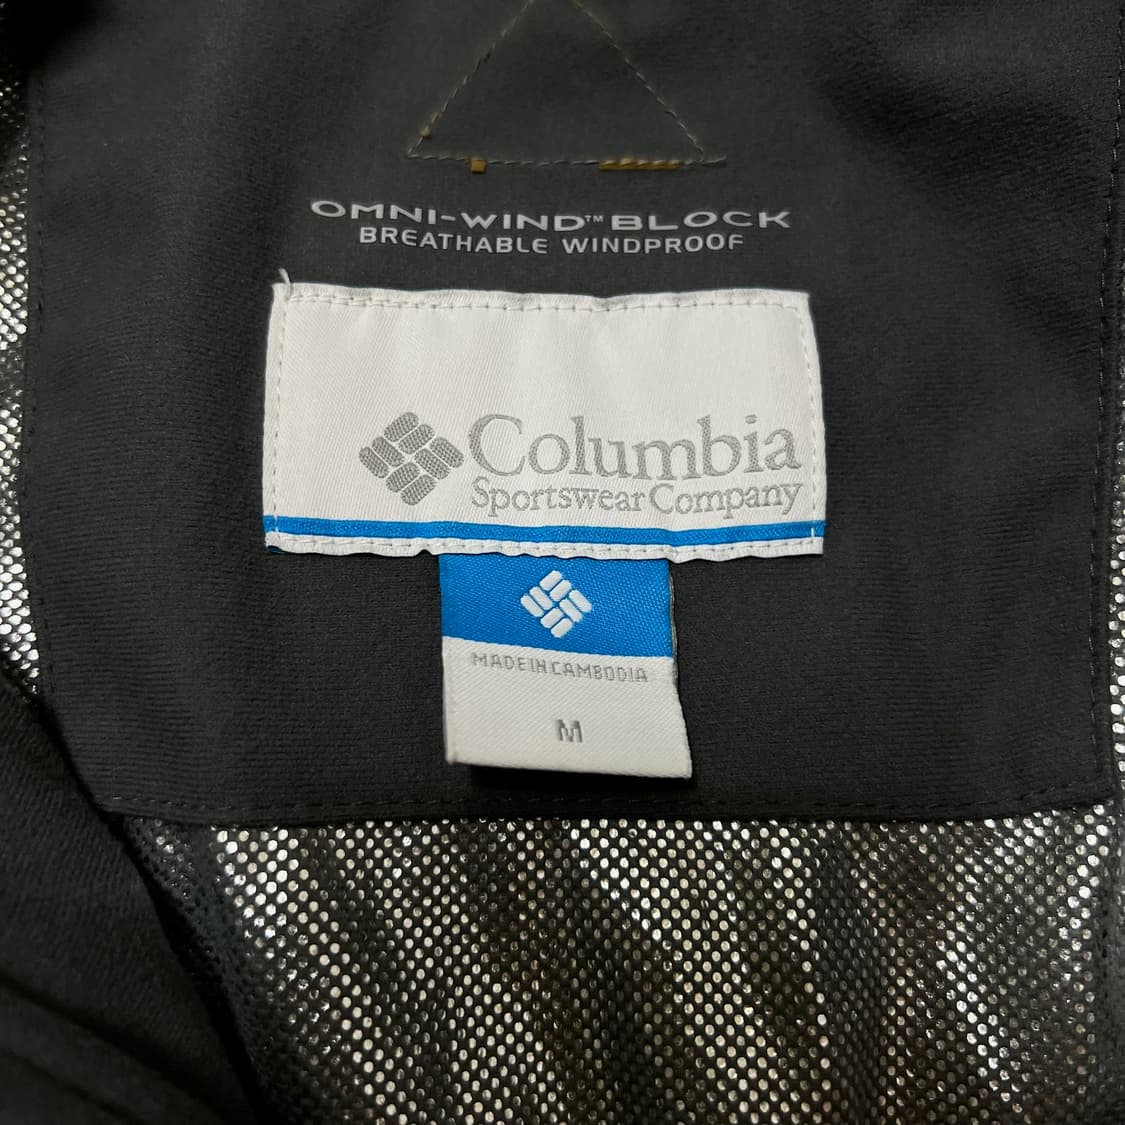 OMNI-WIND™ BLOCK
BREATHABLE WINDPROOF
Columbia
Sportswear Company
MADE IN CAMBODIA
M